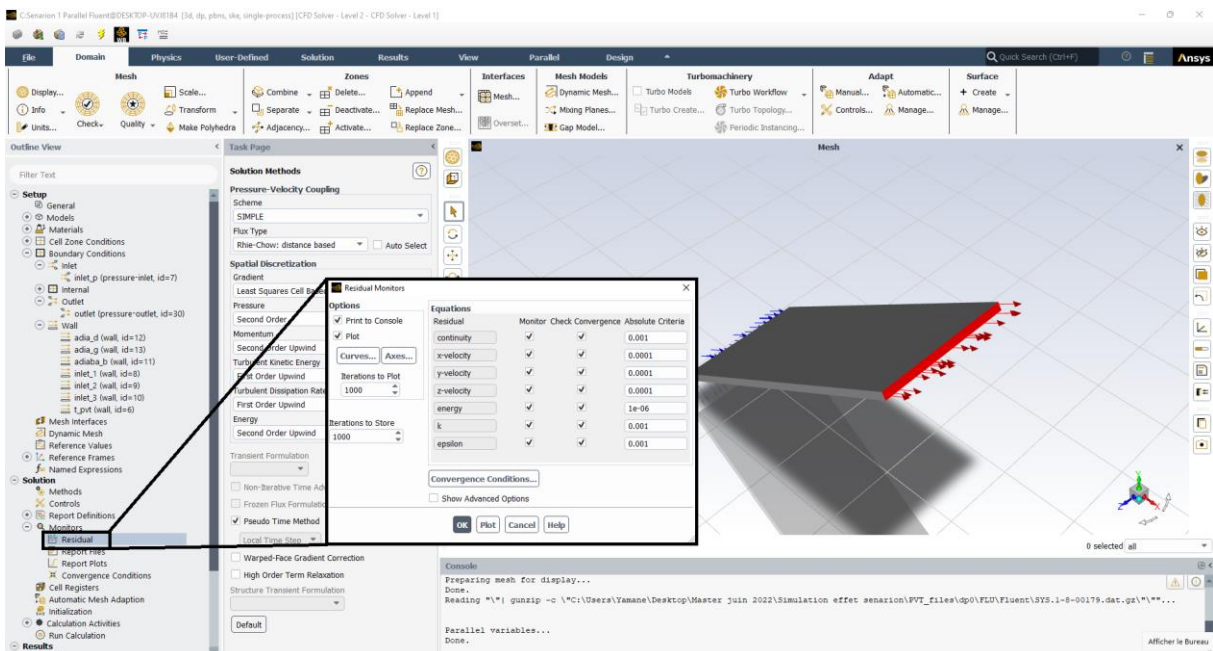 C:Senarion 1 Parallel Fluent@DESKTOP-UVJ81B4 [3d, dp, pbns, ske, single-process] [CFD Solver - Level 2 - CFD Solver - Level 1]
File Domain Physics User-Defined Solution Results View Parallel Design
Quick Search (Ctrl+F)
Ansys
Mesh
Display...
Info
Units...
Check
Quality
Scale...
Transform
Make Polyhedra
Zones
Combine
Separate
Adjacency...
Delete...
Deactivate...
Activate...
Append
Replace Mesh...
Replace Zone...
Interfaces
Mesh...
Overset...
Mesh Models
Dynamic Mesh...
Mixing Planes...
Gap Model...
Turbomachinery
Turbo Models
Turbo Create...
Turbo Workflow
Turbo Topology...
Periodic Instancing...
Adapt
Manual...
Controls...
Automatic...
Manage...
Surface
+ Create
Manage...
Outline View
Filter Text
Setup
General
Models
Materials
Cell Zone Conditions
Boundary Conditions
Inlet
inlet_p (pressure-inlet, id=7)
Internal
Outlet
outlet (pressure-outlet, id=30)
Wall
adia_d (wall, id=12)
adia_g (wall, id=13)
adiaba_b (wall, id=11)
inlet_1 (wall, id=8)
inlet_2 (wall, id=9)
inlet_3 (wall, id=10)
t_pvt (wall, id=6)
Mesh Interfaces
Dynamic Mesh
Reference Values
Reference Frames
Named Expressions
Solution
Methods
Controls
Report Definitions
Monitors
Residual
Report Files
Report Plots
Convergence Conditions
Cell Registers
Automatic Mesh Adaption
Initialization
Calculation Activities
Run Calculation
Results
Task Page
Solution Methods
Pressure-Velocity Coupling
Scheme
SIMPLE
Flux Type
Rhie-Chow: distance based
Auto Select
Spatial Discretization
Gradient
Least Squares Cell Based
Pressure
Second Order
Momentum
Second Order Upwind
Turbulent Kinetic Energy
First Order Upwind
Turbulent Dissipation Rate
First Order Upwind
Energy
Second Order Upwind
Transient Formulation
Non-Iterative Time Ad
Frozen Flux Formulatio
Pseudo Time Method
Local Time Step
Warped-Face Gradient Correction
High Order Term Relaxation
Structure Transient Formulation
Default
Residual Monitors
Options
Print to Console
Plot
Curves... Axes...
Iterations to Plot
1000
Iterations to Store
1000
Equations
Residual Monitor Check Convergence Absolute Criteria
continuity 0.001
x-velocity 0.0001
y-velocity 0.0001
z-velocity 0.0001
energy 1e-06
k 0.001
epsilon 0.001
Convergence Conditions...
Show Advanced Options
OK Plot Cancel Help
Mesh
Y
Z
X
0 selected all
Console
Preparing mesh for display...
Done.
Reading "\"| gunzip -c \"C:\Users\Yamane\Desktop\Master juin 2022\Simulation effet senarion\PVT_files\dp0\FLU\Fluent\SYS.1-8-00179.dat.gz\"\""...
Parallel variables...
Done.
Afficher le Bureau